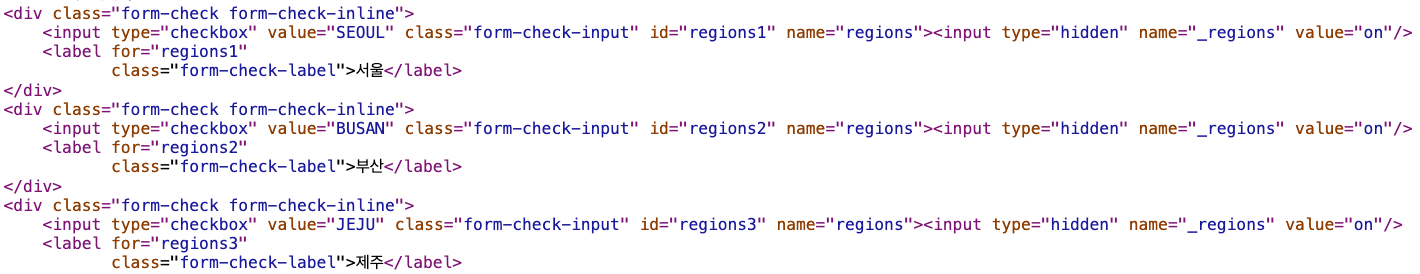 <div class="form-check form-check-inline">
    <input type="checkbox" value="SEOUL" class="form-check-input" id="regions1" name="regions"><input type="hidden" name="_regions" value="on"/>
    <label for="regions1"
           class="form-check-label">서울</label>
</div>
<div class="form-check form-check-inline">
    <input type="checkbox" value="BUSAN" class="form-check-input" id="regions2" name="regions"><input type="hidden" name="_regions" value="on"/>
    <label for="regions2"
           class="form-check-label">부산</label>
</div>
<div class="form-check form-check-inline">
    <input type="checkbox" value="JEJU" class="form-check-input" id="regions3" name="regions"><input type="hidden" name="_regions" value="on"/>
    <label for="regions3"
           class="form-check-label">제주</label>